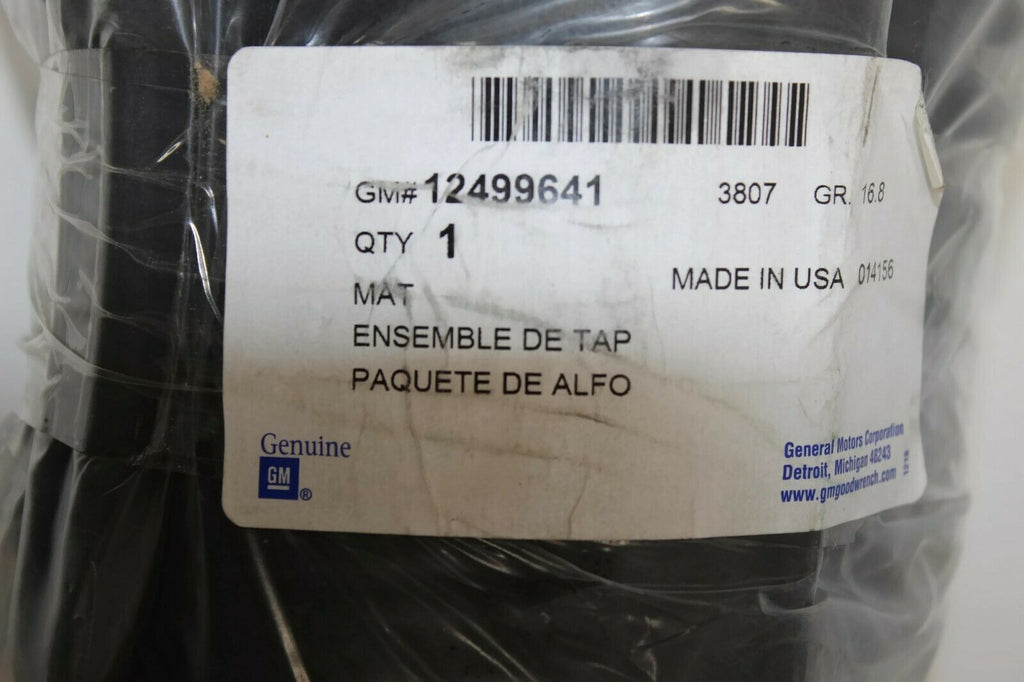 GM# 12499641 3807 GR. 16.8
QTY 1
MADE IN USA 014156
MAT
ENSEMBLE DE TAP
PAQUETE DE ALFO
Genuine
GM ®
General Motors Corporation
Detroit, Michigan 48243
www.gmgoodwrench.com